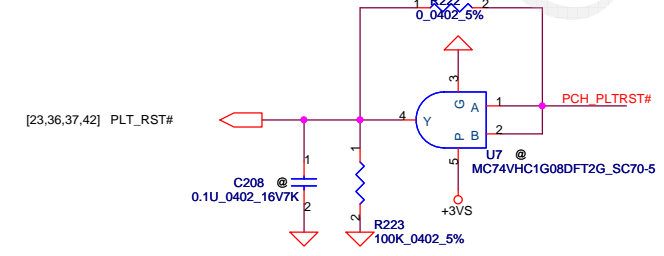 R222
1 2
0_0402_5%
3
G
A 1
PCH_PLTRST#
[23,36,37,42] PLT_RST#
4 Y
P B 2
1
1
5
U7 @
MC74VHC1G08DFT2G_SC70-5
C208 @
0.1U_0402_16V7K
2
+3VS
2
R223
100K_0402_5%